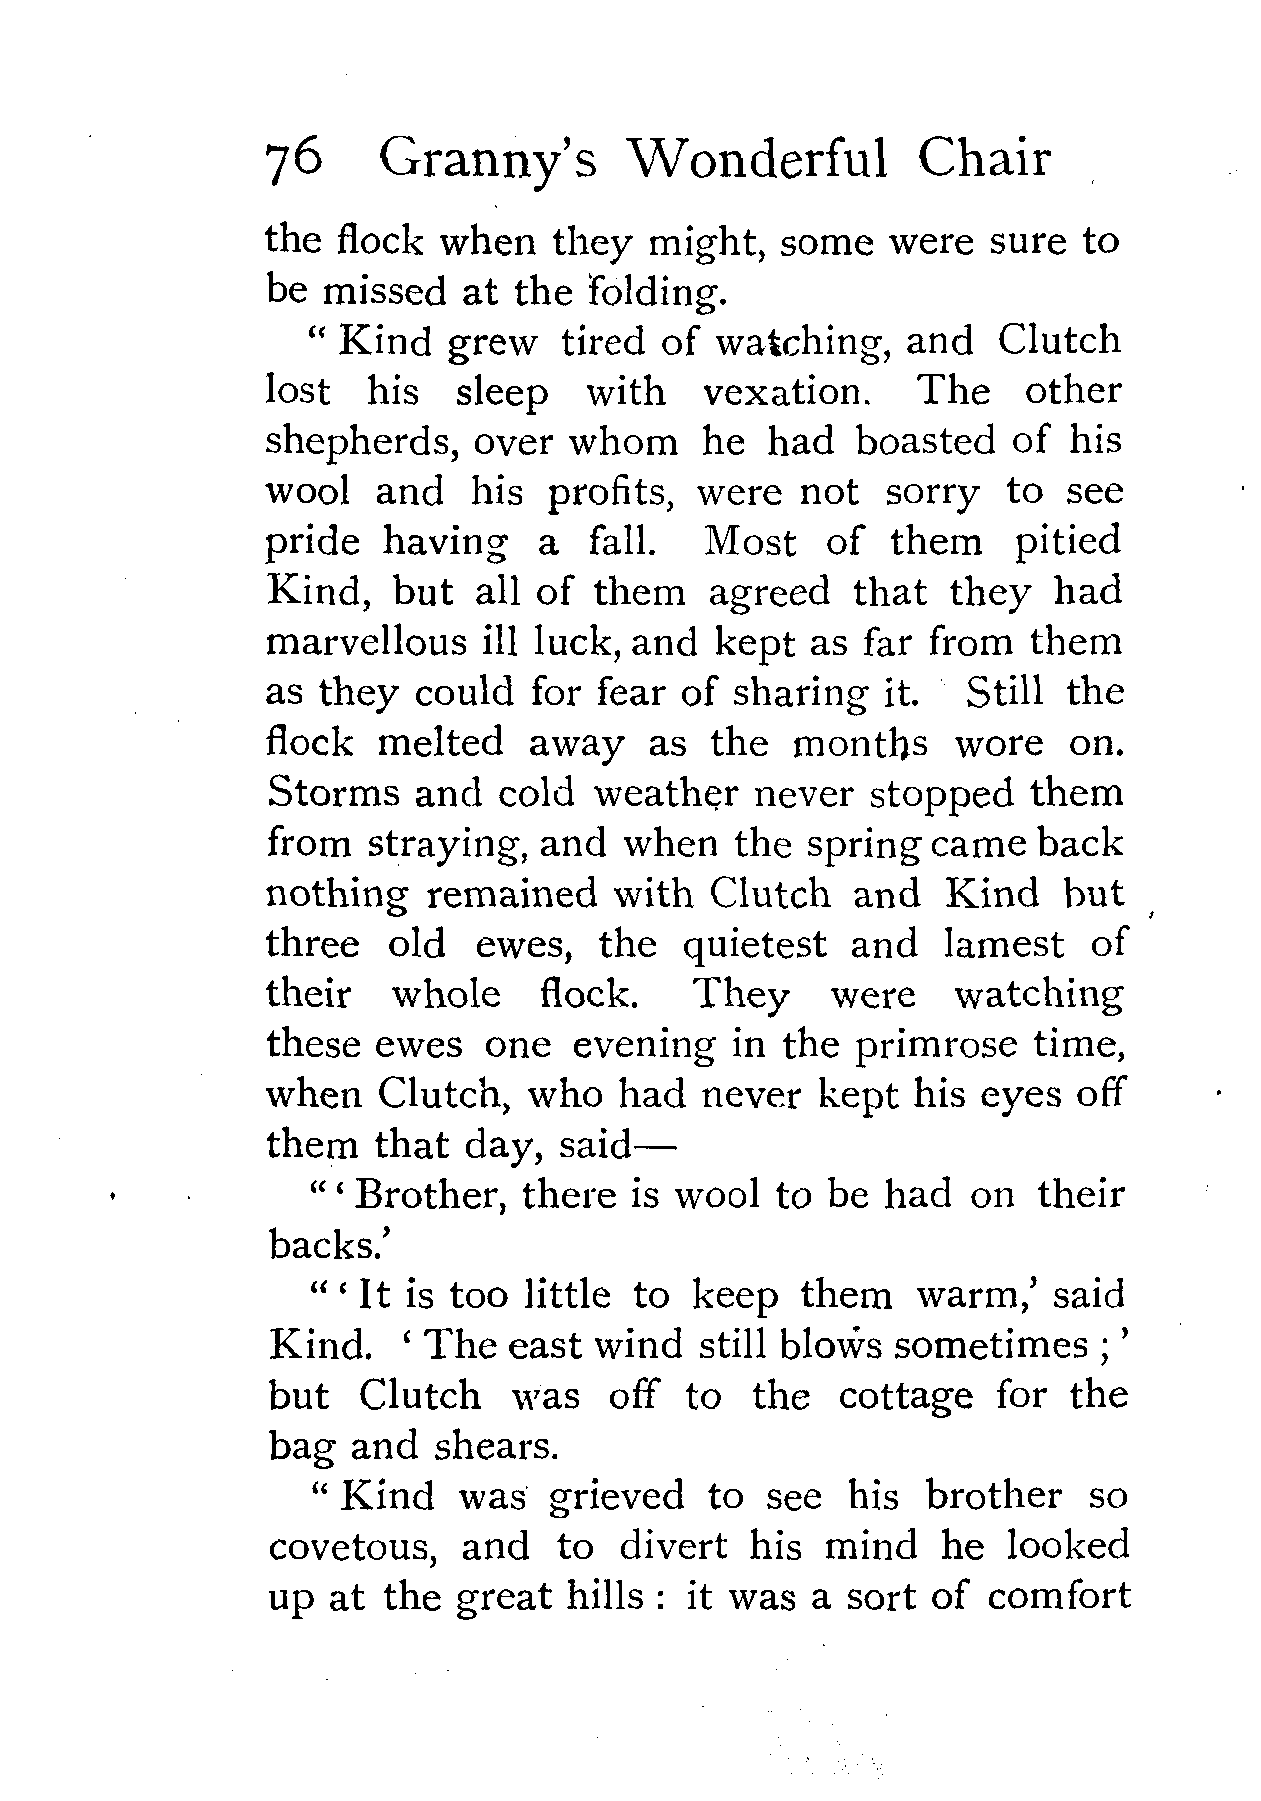 76 Granny's Wonderful Chair
the flock when they might, some were sure to
be missed at the folding.
" Kind grew tired of watching, and Clutch
lost his sleep with vexation. The other
shepherds, over whom he had boasted of his
wool and his profits, were not sorry to see
pride having a fall. Most of them pitied
Kind, but all of them agreed that they had
marvellous ill luck, and kept as far from them
as they could for fear of sharing it. Still the
flock melted away as the months wore on.
Storms and cold weather never stopped them
from straying, and when the spring came back
nothing remained with Clutch and Kind but
three old ewes, the quietest and lamest of
their whole flock. They were watching
these ewes one evening in the primrose time,
when Clutch, who had never kept his eyes off
them that day, said—
" ' Brother, there is wool to be had on their
backs.'
" ' It is too little to keep them warm,' said
Kind. ' The east wind still blows sometimes ; '
but Clutch was off to the cottage for the
bag and shears.
" Kind was grieved to see his brother so
covetous, and to divert his mind he looked
up at the great hills : it was a sort of comfort